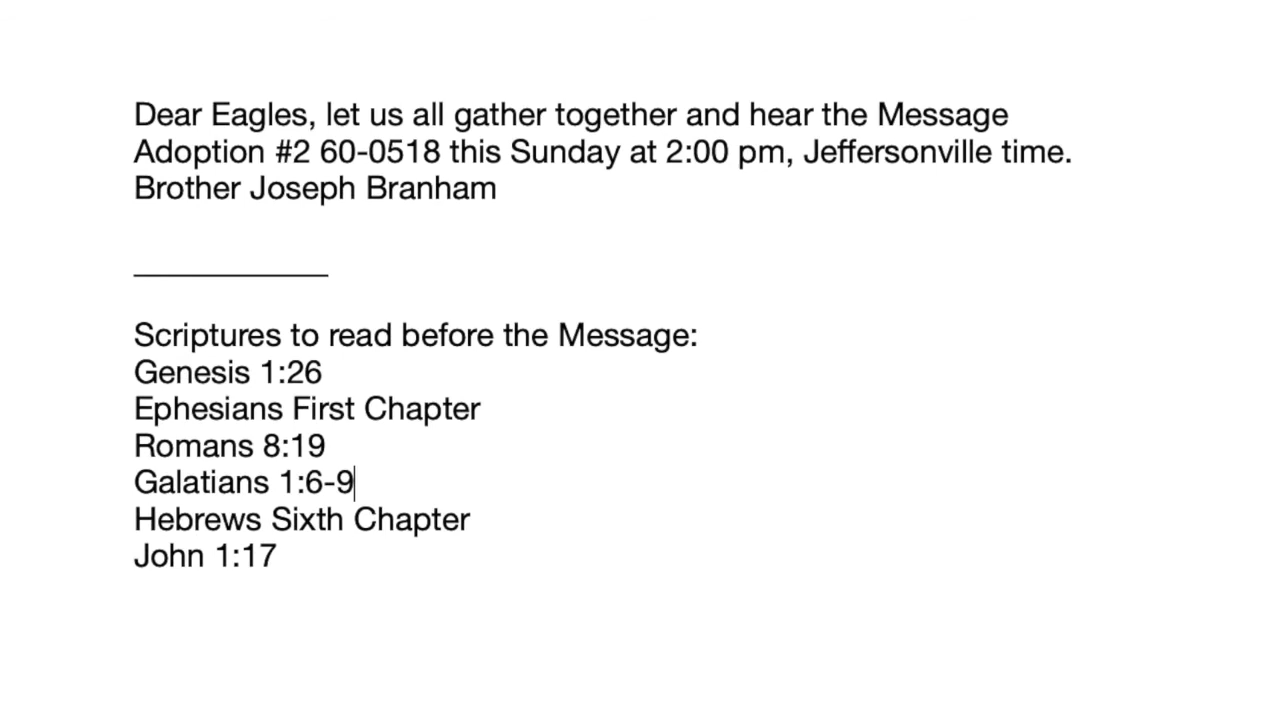 Dear Eagles, let us all gather together and hear the Message
Adoption #2 60-0518 this Sunday at 2:00 pm, Jeffersonville time.
Brother Joseph Branham
____________
Scriptures to read before the Message:
Genesis 1:26
Ephesians First Chapter
Romans 8:19
Galatians 1:6-9
Hebrews Sixth Chapter
John 1:17